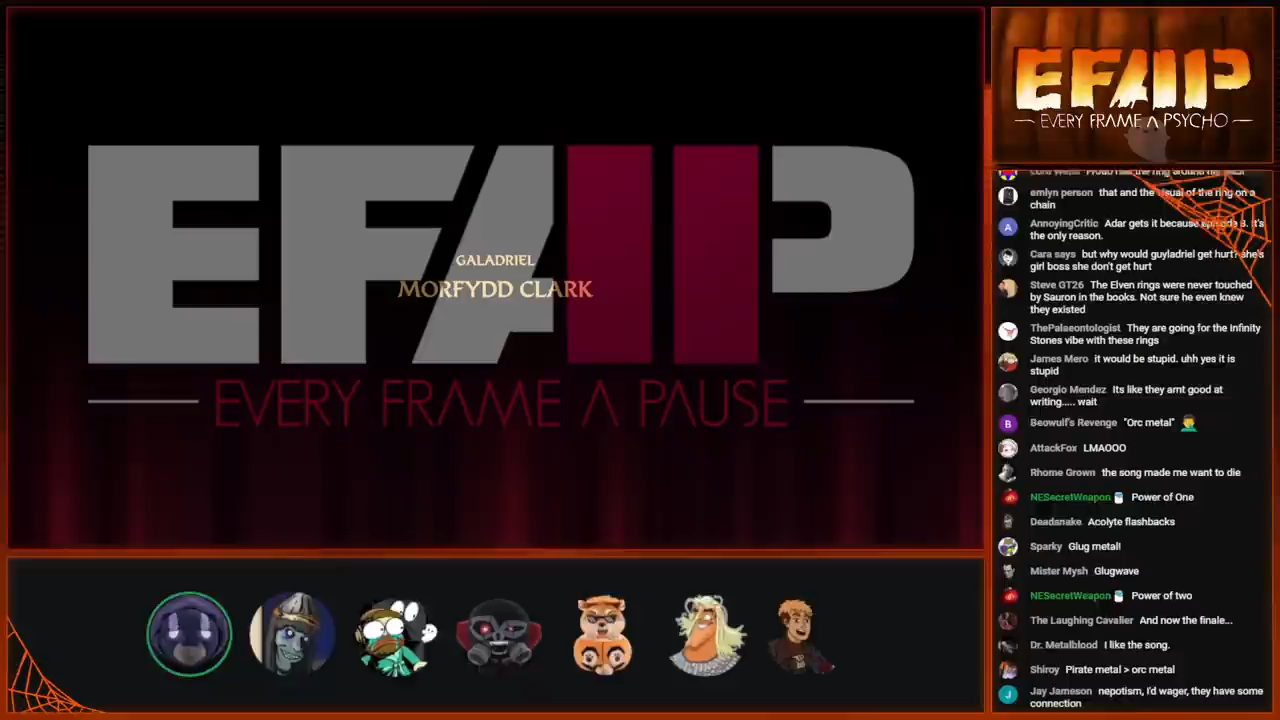 EFAP
GALADRIEL
MORFYDD CLARK
EVERY FRAME A PAUSE
EFAP
EVERY FRAME A PSYCHO
emlyn person that and the visual of the ring on a
chain
AnnoyingCritic Adar gets it because episode 8. it's
the only reason.
Cara says but why would guyladriel get hurt? she's
girl boss she don't get hurt
Steve GT26 The Elven rings were never touched
by Sauron in the books. Not sure he even knew
they existed
ThePalaeontologist They are going for the Infinity
Stones vibe with these rings
James Mero it would be stupid. uhh yes it is
stupid
Georgio Mendez Its like they arnt good at
writing..... wait
B Beowulf's Revenge "Orc metal"
AttackFox LMAOOO
Rhome Grown the song made me want to die
NESecretWeapon Power of One
Deadsnake Acolyte flashbacks
Sparky Glug metal!
Mister Mysh Glugwave
NESecretWeapon Power of two
The Laughing Cavalier And now the finale...
Dr. Metalblood I like the song.
Shiroy Pirate metal > orc metal
J Jay Jameson nepotism, I'd wager, they have some
connection